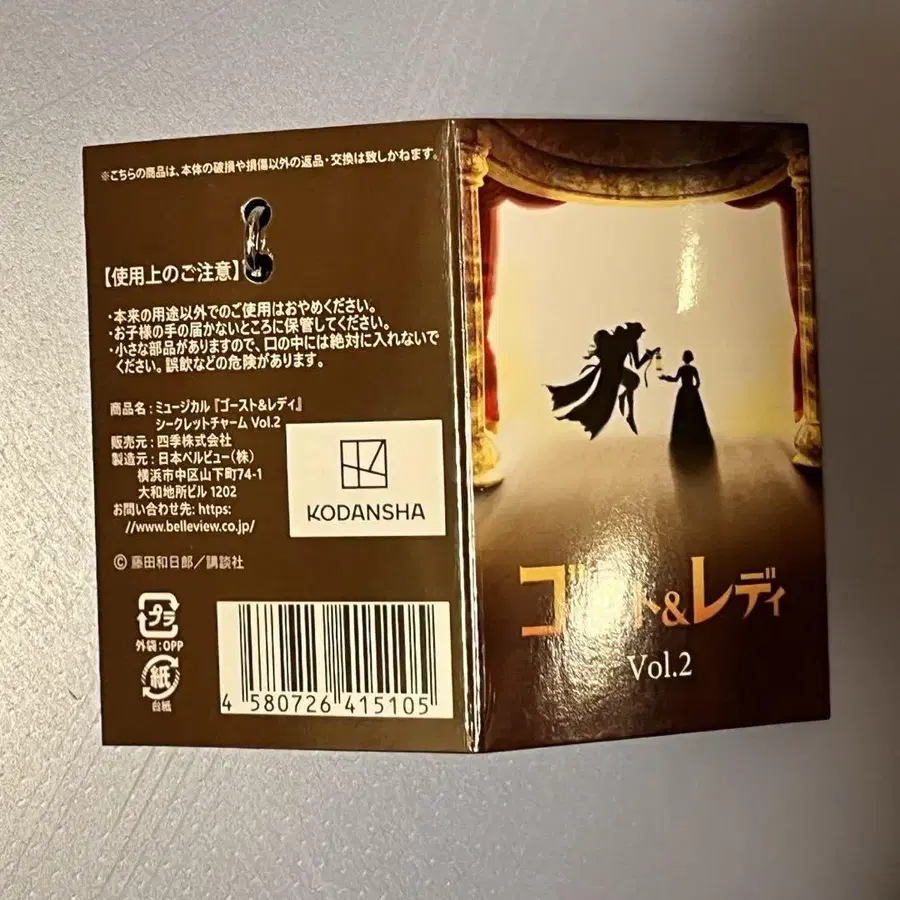 ※こちらの商品は、本体の破損や損傷以外の返品・交換は致しかねます。
【使用上のご注意】
・本来の用途以外でのご使用はおやめください。
・お子様の手の届かないところに保管してください。
・小さな部品がありますので、口の中には絶対に入れないで
ください。誤飲などの危険があります。
商品名：ミュージカル『ゴースト&レディ』
シークレットチャーム Vol.2
販売元：四季株式会社
製造元：日本ベルビュー（株）
横浜市中区山下町74-1
大和地所ビル 1202
お問い合わせ先：https:
//www.belleview.co.jp/
©藤田和日郎／講談社
KODANSHA
プラ
外袋：OPP
紙
台紙
4 580726 415105
ゴースト&レディ
Vol.2